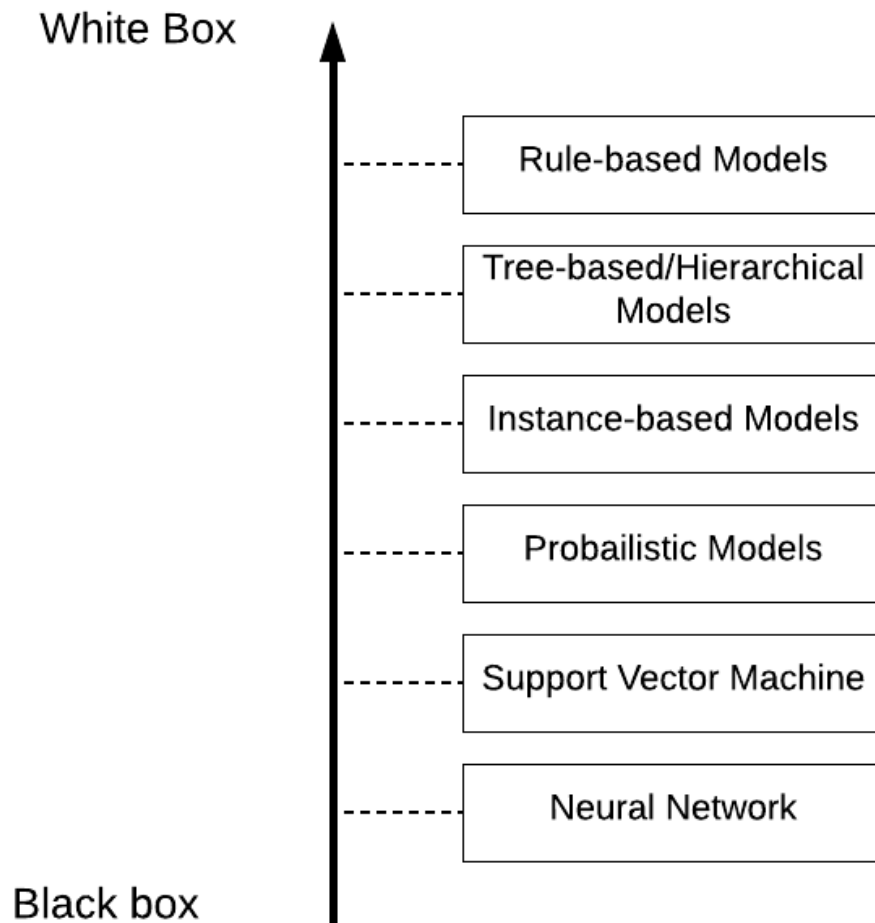 White Box
Rule-based Models
Tree-based/Hierarchical
Models
Instance-based Models
Probailistic Models
Support Vector Machine
Neural Network
Black box